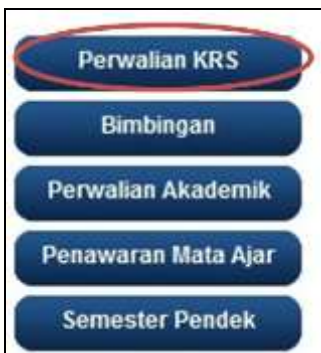 Perwalian KRS
Bimbingan
Perwalian Akademik
Penawaran Mata Ajar
Semester Pendek